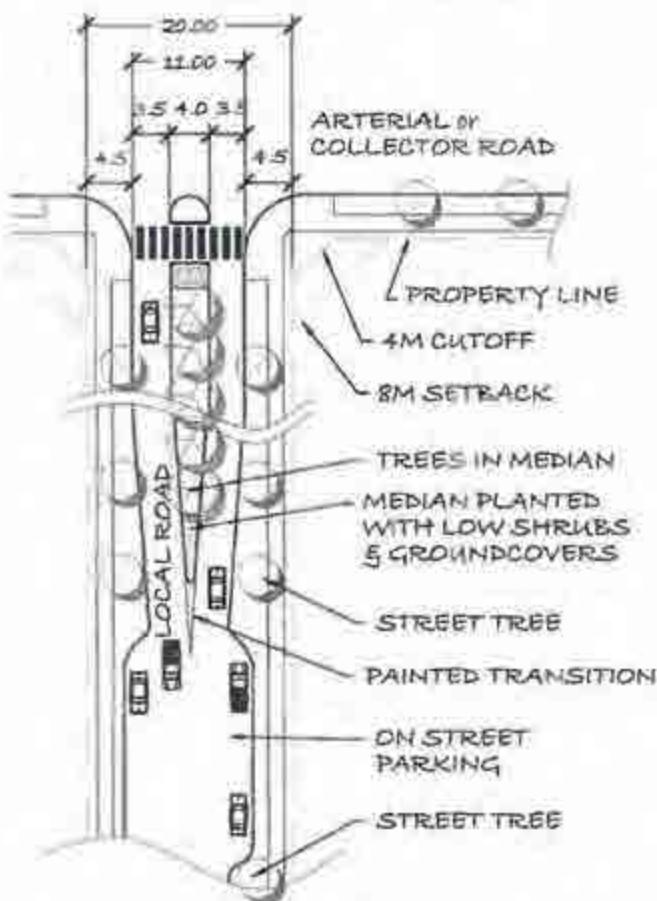 20.00
11.00
3.5 4.0 3.5
4.5
4.5
ARTERIAL or
COLLECTOR ROAD
PROPERTY LINE
4M CUTOFF
8M SETBACK
TREES IN MEDIAN
MEDIAN PLANTED
WITH LOW SHRUBS
& GROUNDCOVERS
LOCAL ROAD
STREET TREE
PAINTED TRANSITION
ON STREET
PARKING
STREET TREE